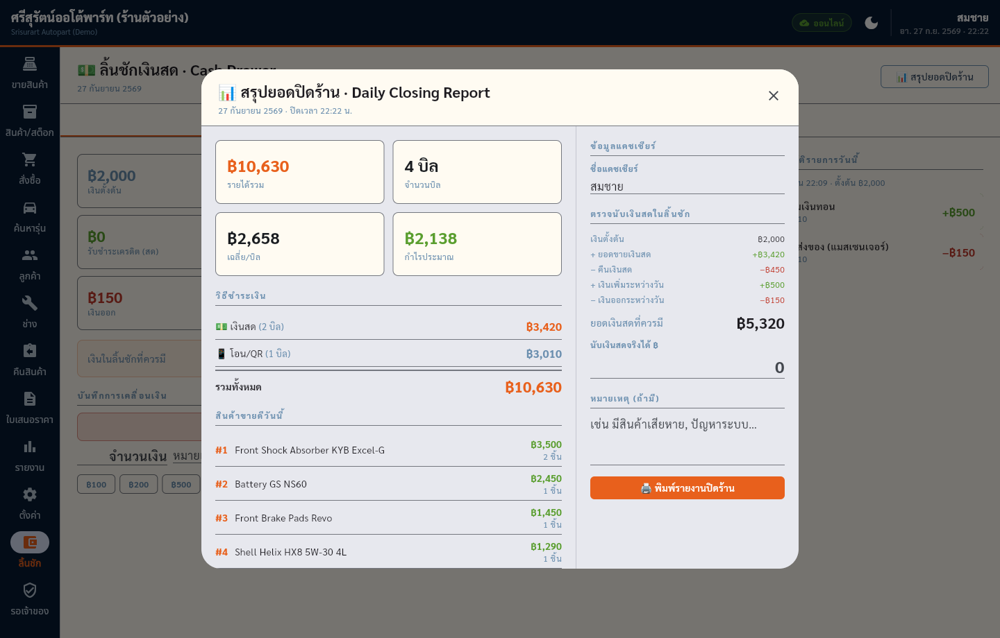 ศรีสุรัตน์ออโต้พาร์ท (ร้านตัวอย่าง)
Srisurart Autopart (Demo)
ออนไลน์
สมชาย
อา. 27 ก.ย. 2569 · 22:22
ขายสินค้า
สินค้า/สต็อก
สั่งซื้อ
ค้นหารุ่น
ลูกค้า
ช่าง
คืนสินค้า
ใบเสนอราคา
รายงาน
ตั้งค่า
ลิ้นชัก
รอเจ้าของ
ลิ้นชักเงินสด · Cash Drawer
27 กันยายน 2569
สรุปยอดปิดร้าน
฿2,000
เงินตั้งต้น
฿0
รับชำระเครดิต (สด)
฿150
เงินออก
เงินในลิ้นชักที่ควรมี
บันทึกการเคลื่อนเงิน
จำนวนเงิน
฿100
฿200
฿500
รายการวันนี้
22:09 · ตั้งต้น ฿2,000
เงินทอน
10
+฿500
ส่งของ (แมสเซนเจอร์)
10
−฿150
สรุปยอดปิดร้าน · Daily Closing Report
27 กันยายน 2569 · ปิดเวลา 22:22 น.
฿10,630
รายได้รวม
4 บิล
จำนวนบิล
฿2,658
เฉลี่ย/บิล
฿2,138
กำไรประมาณ
วิธีชำระเงิน
เงินสด (2 บิล)
฿3,420
โอน/QR (1 บิล)
฿3,010
รวมทั้งหมด
฿10,630
สินค้าขายดีวันนี้
#1 Front Shock Absorber KYB Excel-G
฿3,500
2 ชิ้น
#2 Battery GS NS60
฿2,450
1 ชิ้น
#3 Front Brake Pads Revo
฿1,450
1 ชิ้น
#4 Shell Helix HX8 5W-30 4L
฿1,290
1 ชิ้น
ข้อมูลแคชเชียร์
ชื่อแคชเชียร์
สมชาย
ตรวจนับเงินสดในลิ้นชัก
เงินตั้งต้น
฿2,000
+ ยอดขายเงินสด
+฿3,420
− คืนเงินสด
−฿450
+ เงินเพิ่มระหว่างวัน
+฿500
− เงินออกระหว่างวัน
−฿150
ยอดเงินสดที่ควรมี
฿5,320
นับเงินสดจริงได้ ฿
0
หมายเหตุ (ถ้ามี)
เช่น มีสินค้าเสียหาย, ปัญหาระบบ...
พิมพ์รายงานปิดร้าน